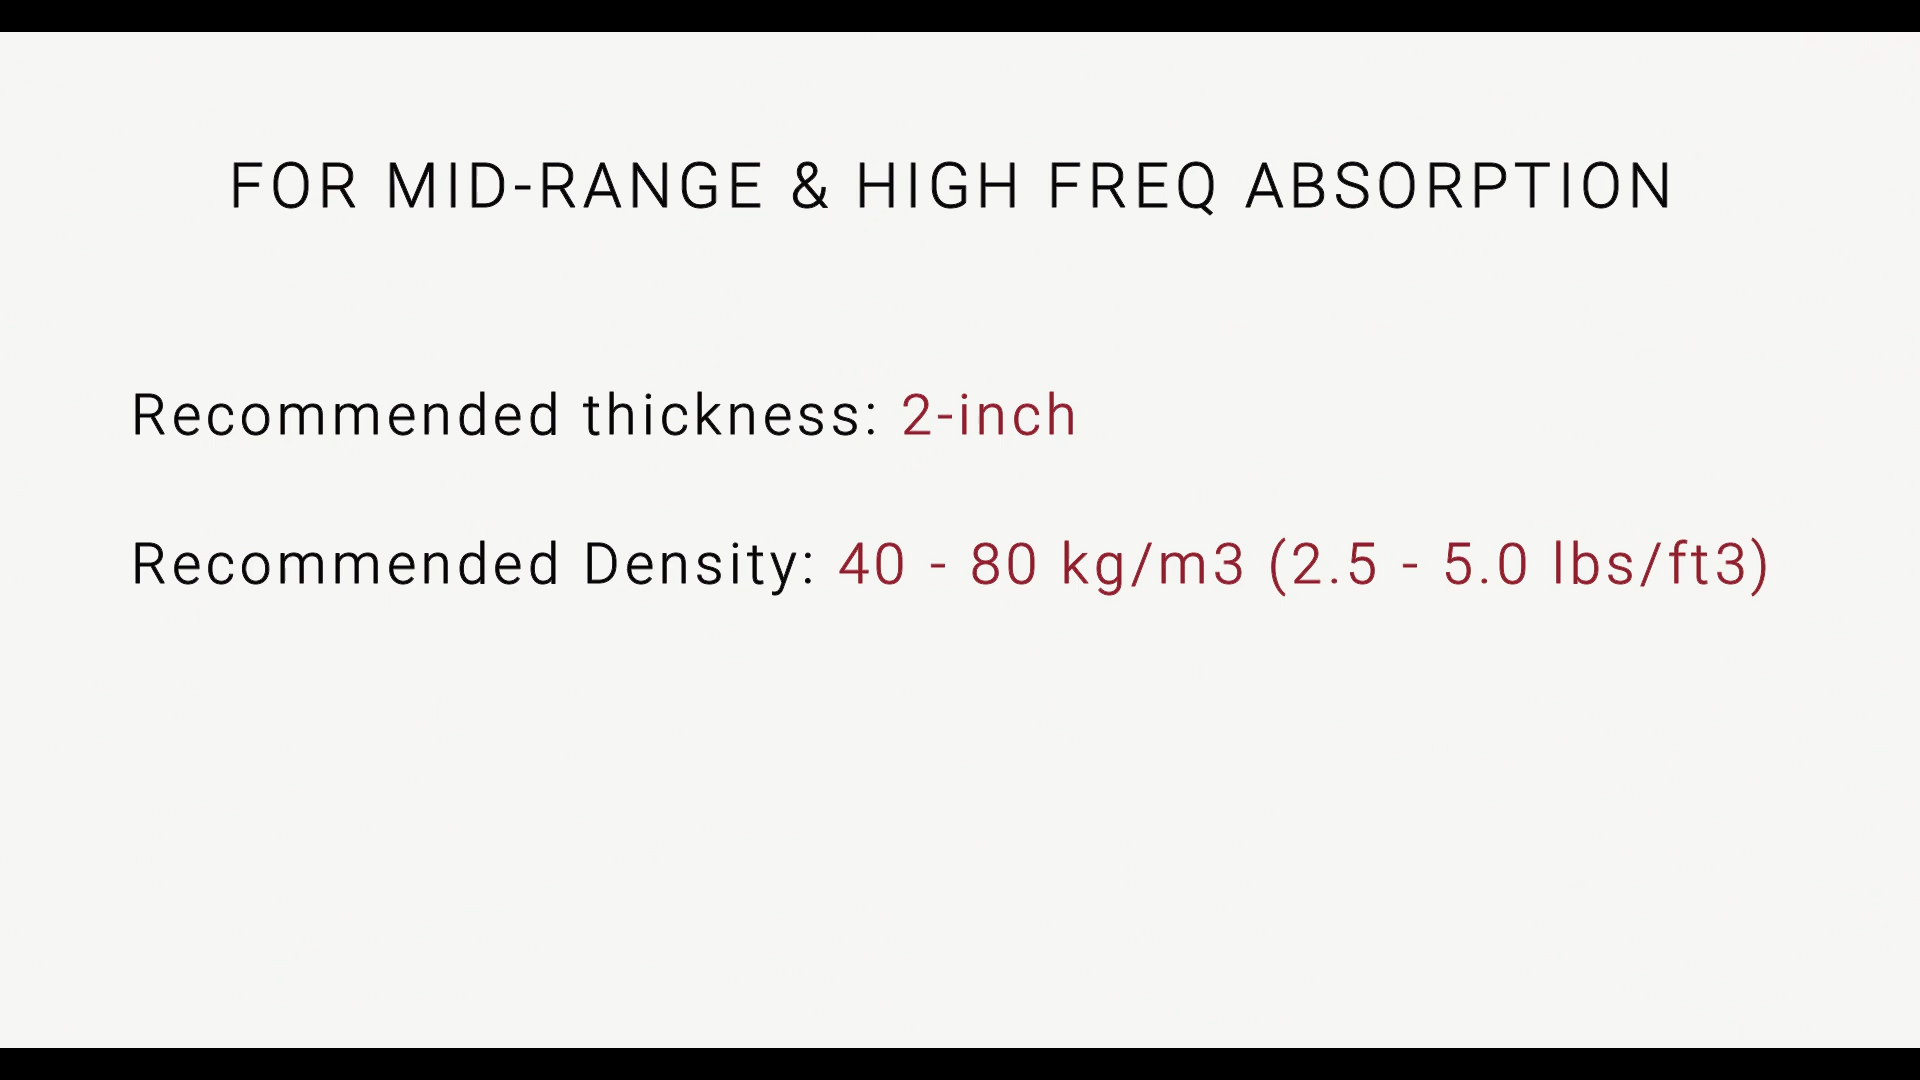 FOR MID-RANGE & HIGH FREQ ABSORPTION
Recommended thickness: 2-inch
Recommended Density: 40 - 80 kg/m3 (2.5 - 5.0 lbs/ft3)